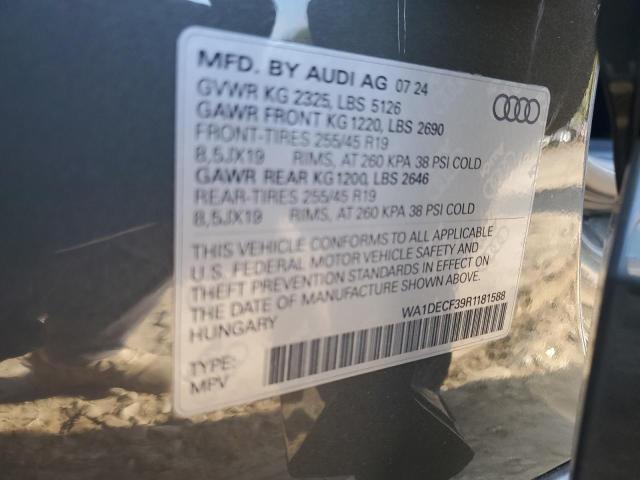 MFD. BY AUDI AG 07 24
GVWR KG 2325, LBS 5126
GAWR FRONT KG 1220, LBS 2690
FRONT-TIRES 255/45 R19
8,5JX19 RIMS, AT 260 KPA 38 PSI COLD
GAWR REAR KG 1200, LBS 2646
REAR-TIRES 255/45 R19
8,5JX19 RIMS, AT 260 KPA 38 PSI COLD
THIS VEHICLE CONFORMS TO ALL APPLICABLE
U.S. FEDERAL MOTOR VEHICLE SAFETY AND
THEFT PREVENTION STANDARDS IN EFFECT ON
THE DATE OF MANUFACTURE SHOWN ABOVE.
HUNGARY
WA1DECF39R1181588
TYPE:
MPV